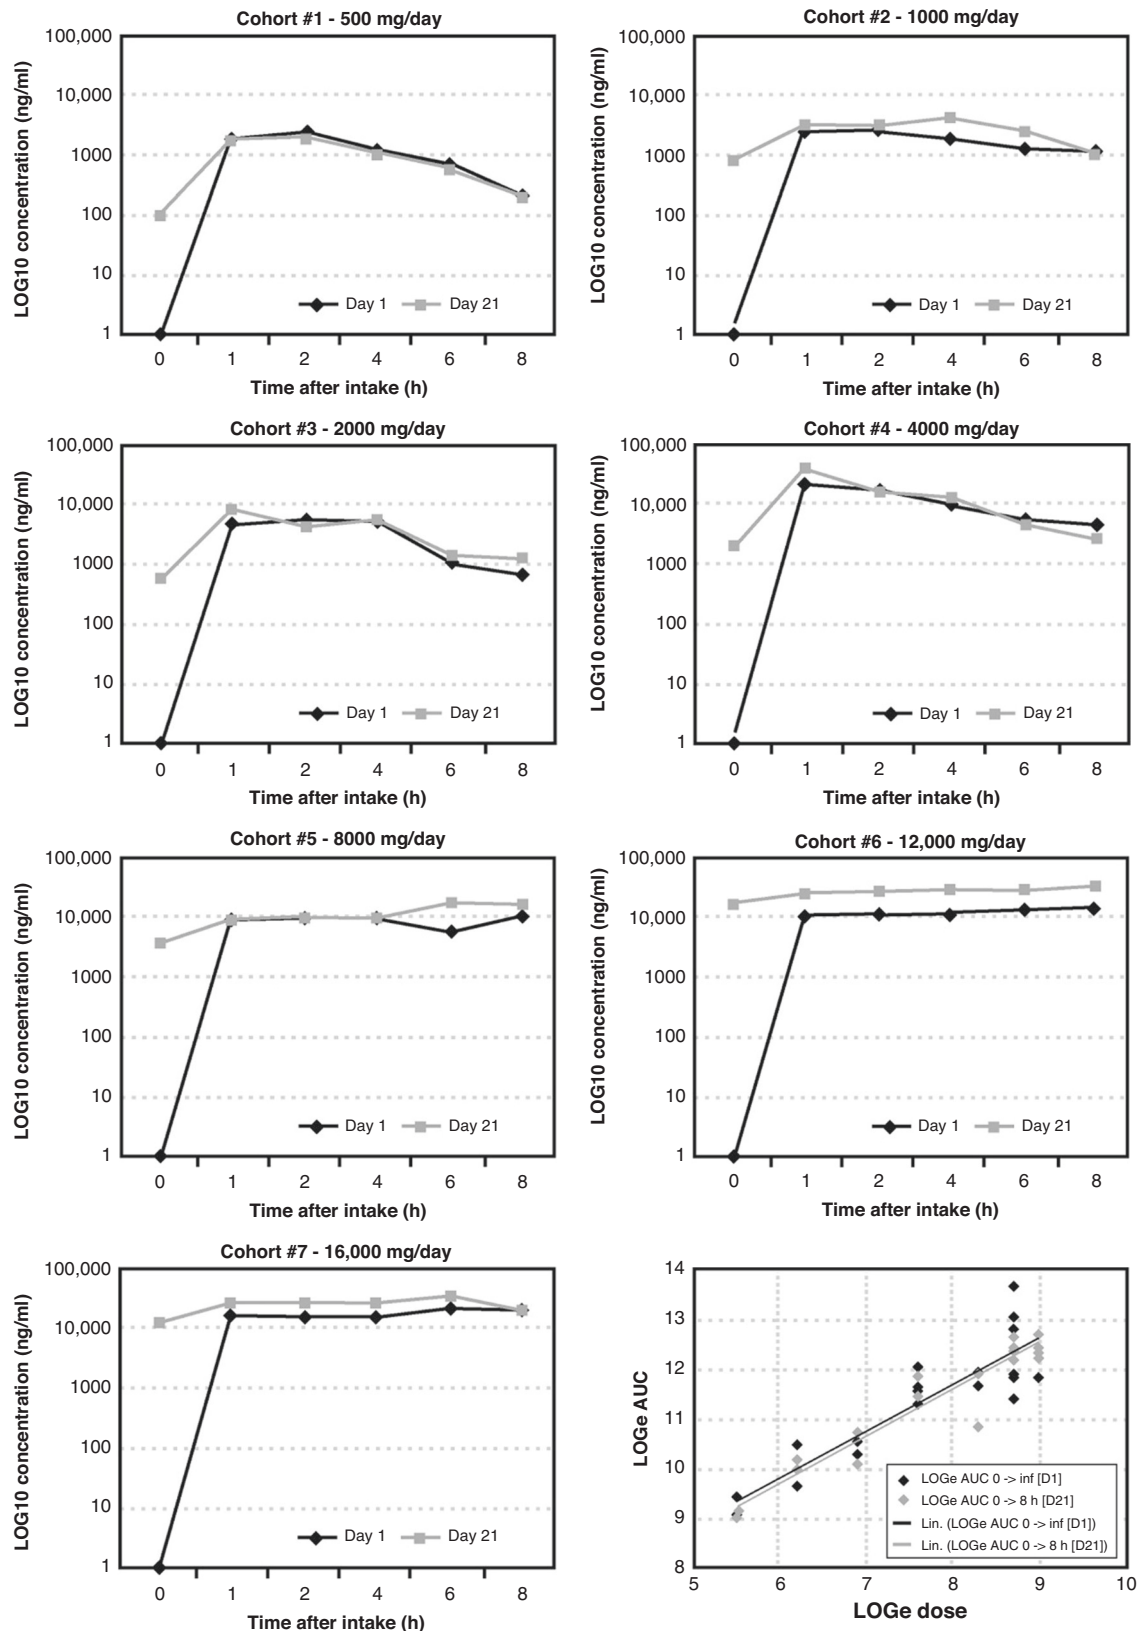 Cohort #1 - 500 mg/day
LOG10 concentration (ng/ml)
100,000
10,000
1000
100
10
1
Day 1 Day 21
0 1 2 4 6 8
Time after intake (h)
Cohort #2 - 1000 mg/day
LOG10 concentration (ng/ml)
100,000
10,000
1000
100
10
1
Day 1 Day 21
0 1 2 4 6 8
Time after intake (h)
Cohort #3 - 2000 mg/day
LOG10 concentration (ng/ml)
100,000
10,000
1000
100
10
1
Day 1 Day 21
0 1 2 4 6 8
Time after intake (h)
Cohort #4 - 4000 mg/day
LOG10 concentration (ng/ml)
100,000
10,000
1000
100
10
1
Day 1 Day 21
0 1 2 4 6 8
Time after intake (h)
Cohort #5 - 8000 mg/day
LOG10 concentration (ng/ml)
100,000
10,000
1000
100
10
1
Day 1 Day 21
0 1 2 4 6 8
Time after intake (h)
Cohort #6 - 12,000 mg/day
LOG10 concentration (ng/ml)
100,000
10,000
1000
100
10
1
Day 1 Day 21
0 1 2 4 6 8
Time after intake (h)
Cohort #7 - 16,000 mg/day
LOG10 concentration (ng/ml)
100,000
10,000
1000
100
10
1
Day 1 Day 21
0 1 2 4 6 8
Time after intake (h)
LOGe AUC
14
13
12
11
10
9
8
LOGe AUC 0 -> inf [D1]
LOGe AUC 0 -> 8 h [D21]
Lin. (LOGe AUC 0 -> inf [D1])
Lin. (LOGe AUC 0 -> 8 h [D21])
5 6 7 8 9 10
LOGe dose